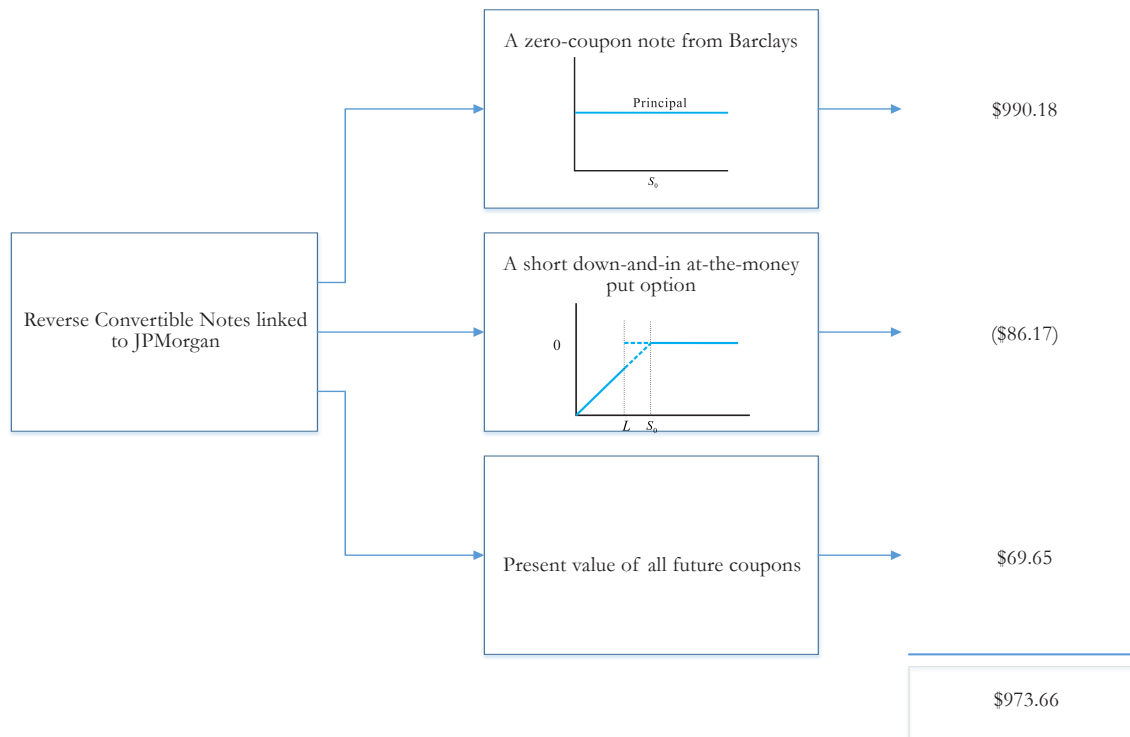 A zero-coupon note from Barclays
Principal
S₀
$990.18
Reverse Convertible Notes linked
to JPMorgan
A short down-and-in at-the-money
put option
0
L S₀
($86.17)
Present value of all future coupons
$69.65
$973.66